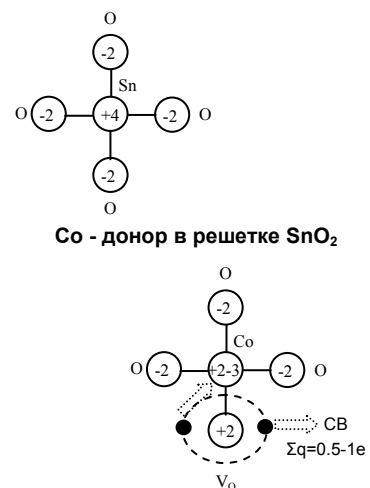 O
-2
Sn
O -2 +4 -2 O
-2
O
Co - донор в решетке SnO₂
O
-2
Co
O -2 +2-3 -2 O
+2 CB
Σq=0.5-1e
V₀